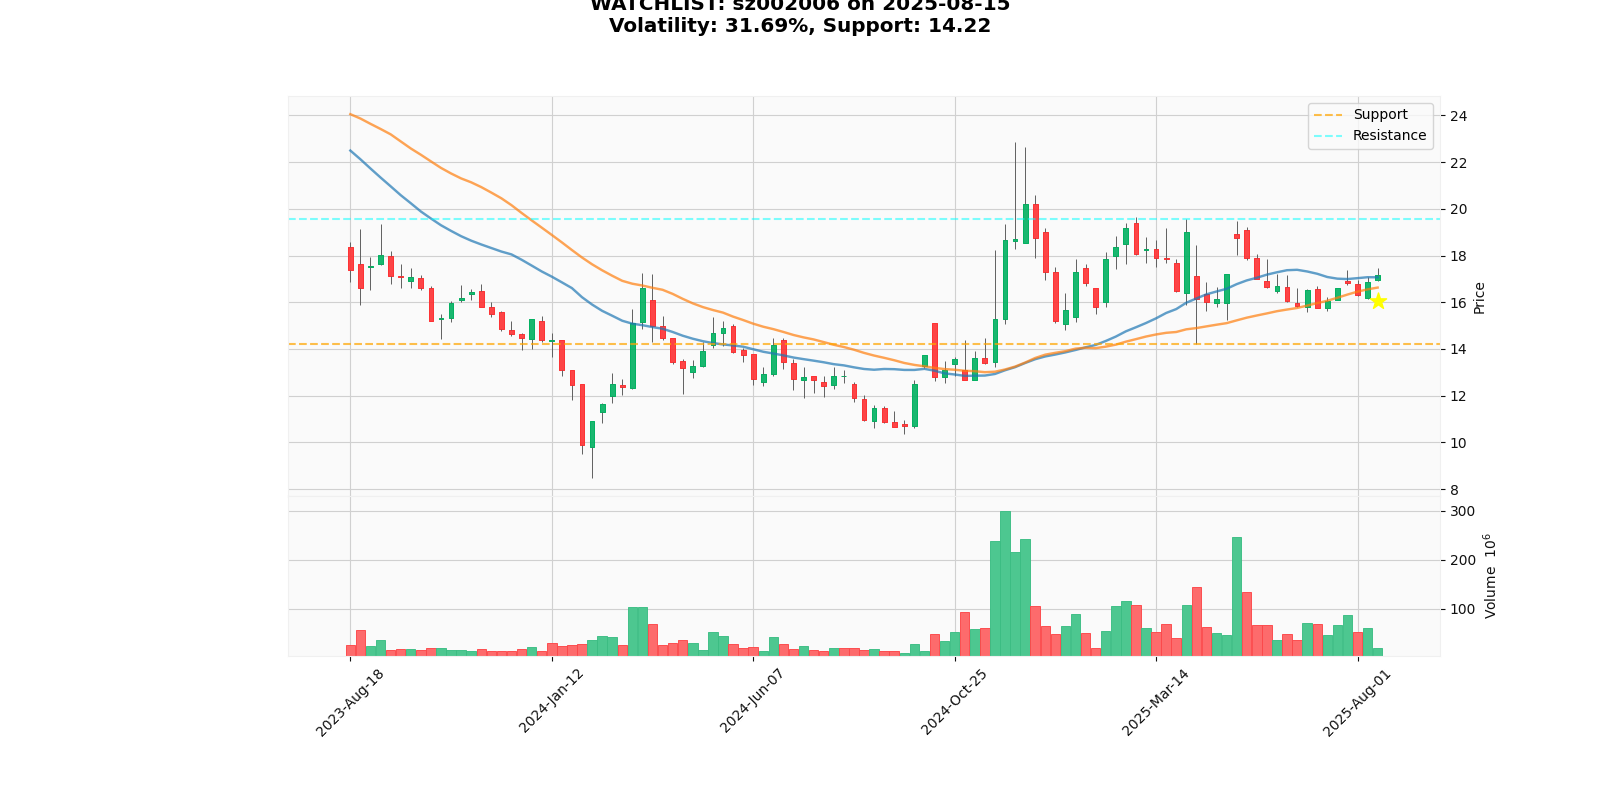 WATCHLIST: sz002006 on 2025-08-15
Volatility: 31.69%, Support: 14.22
Support
Resistance
24
22
20
18
16
14
12
10
8
Price
300
200
100
Volume 10⁶
2023-Aug-18
2024-Jan-12
2024-Jun-07
2024-Oct-25
2025-Mar-14
2025-Aug-01